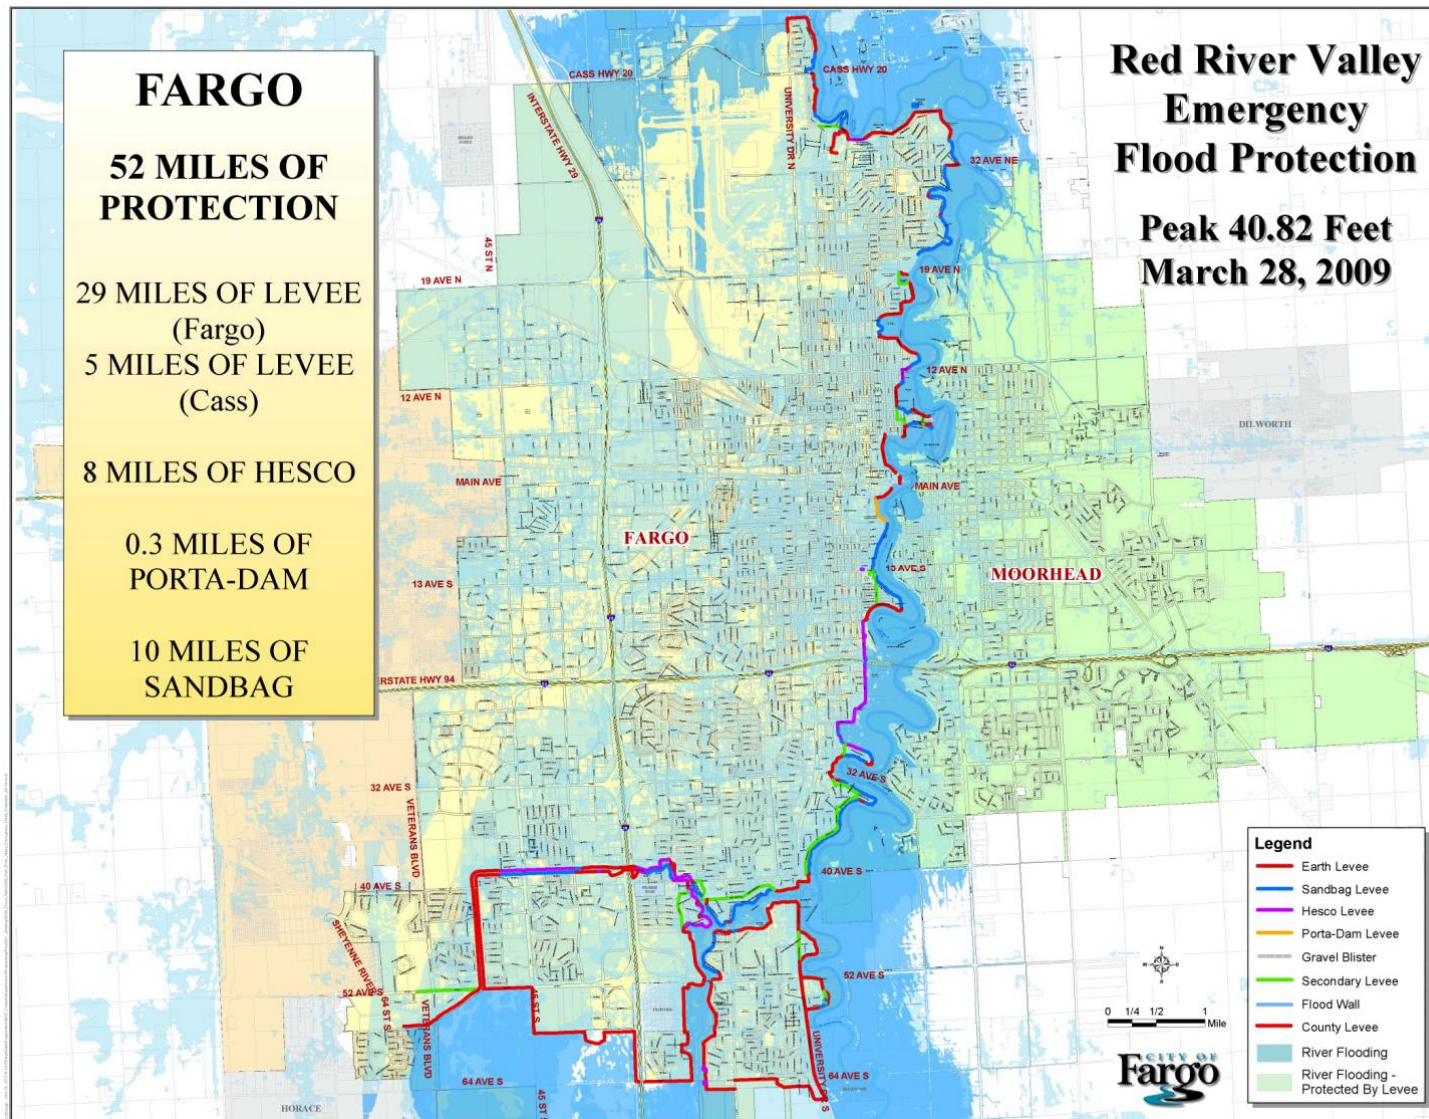 FARGO
52 MILES OF
PROTECTION
29 MILES OF LEVEE
(Fargo)
5 MILES OF LEVEE
(Cass)
8 MILES OF HESCO
0.3 MILES OF
PORTA-DAM
10 MILES OF
SANDBAG
Red River Valley
Emergency
Flood Protection
Peak 40.82 Feet
March 28, 2009
CASS HWY 20
CASS HWY 20
INTERSTATE HWY 29
UNIVERSITY DR N
32 AVE NE
45 ST N
19 AVE N
19 AVE N
12 AVE N
12 AVE N
DILWORTH
MAIN AVE
MAIN AVE
FARGO
MOORHEAD
13 AVE S
13 AVE S
ERSTATE HWY 94
32 AVE S
32 AVE S
VETERANS BLVD
40 AVE S
40 AVE S
SHEYENNE RIVER
52 AVE S
52 AVE S
64 ST S
VETERANS BLVD
45 ST S
64 AVE S
64 AVE S
45 ST S
HORACE
Legend
Earth Levee
Sandbag Levee
Hesco Levee
Porta-Dam Levee
Gravel Blister
Secondary Levee
Flood Wall
County Levee
River Flooding
River Flooding -
Protected By Levee
0 1/4 1/2 1
Mile
CITY OF
Fargo